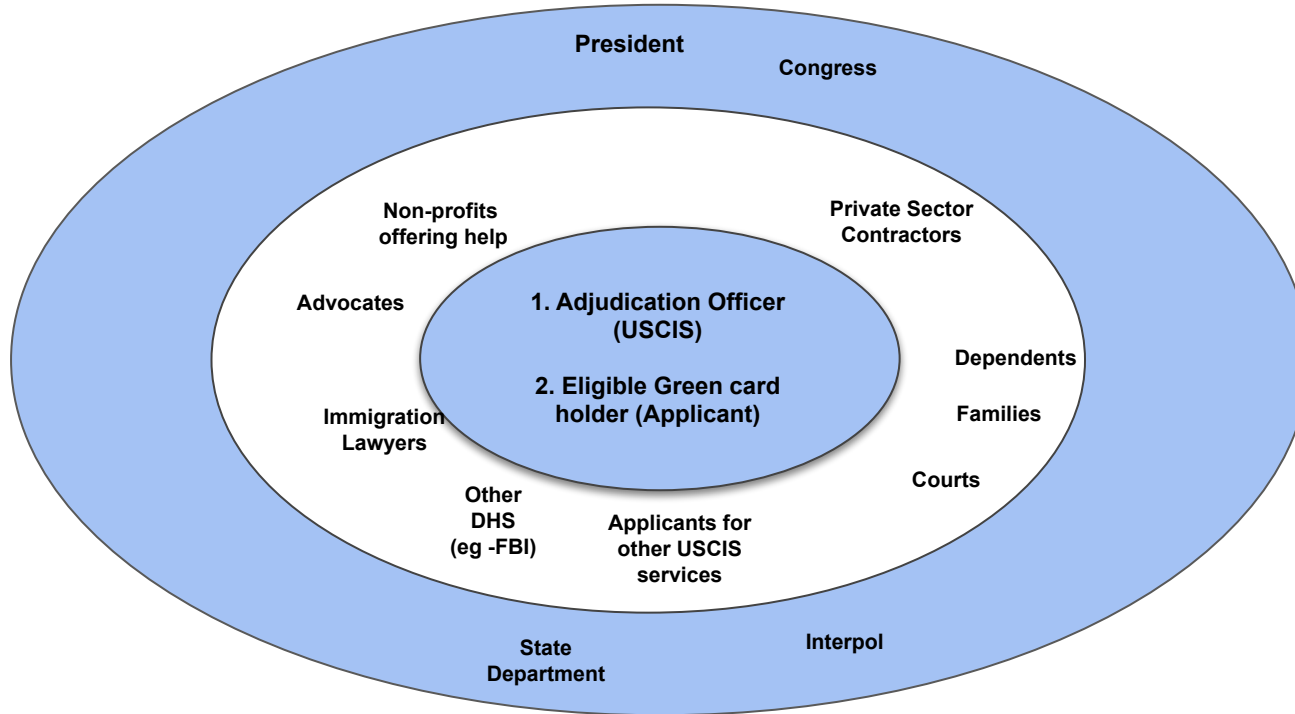 President
Congress
Non-profits
offering help
Private Sector
Contractors
Advocates
1. Adjudication Officer
(USCIS)
2. Eligible Green card
holder (Applicant)
Dependents
Families
Immigration
Lawyers
Courts
Other
DHS
(eg -FBI)
Applicants for
other USCIS
services
State
Department
Interpol